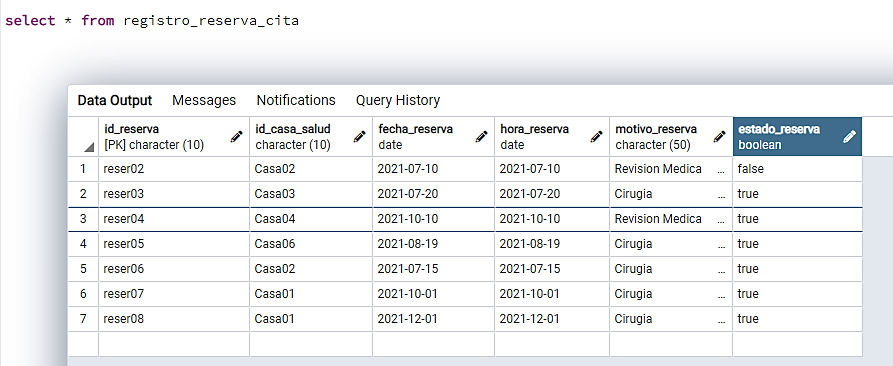 select * from registro_reserva_cita
Data Output Messages Notifications Query History
id_reserva id_casa_salud fecha_reserva hora_reserva motivo_reserva estado_reserva
[PK] character (10) character (10) date date character (50) boolean
1 reser02 Casa02 2021-07-10 2021-07-10 Revision Medica ... false
2 reser03 Casa03 2021-07-20 2021-07-20 Cirugia ... true
3 reser04 Casa04 2021-10-10 2021-10-10 Revision Medica ... true
4 reser05 Casa06 2021-08-19 2021-08-19 Cirugia ... true
5 reser06 Casa02 2021-07-15 2021-07-15 Cirugia ... true
6 reser07 Casa01 2021-10-01 2021-10-01 Cirugia ... true
7 reser08 Casa01 2021-12-01 2021-12-01 Cirugia ... true